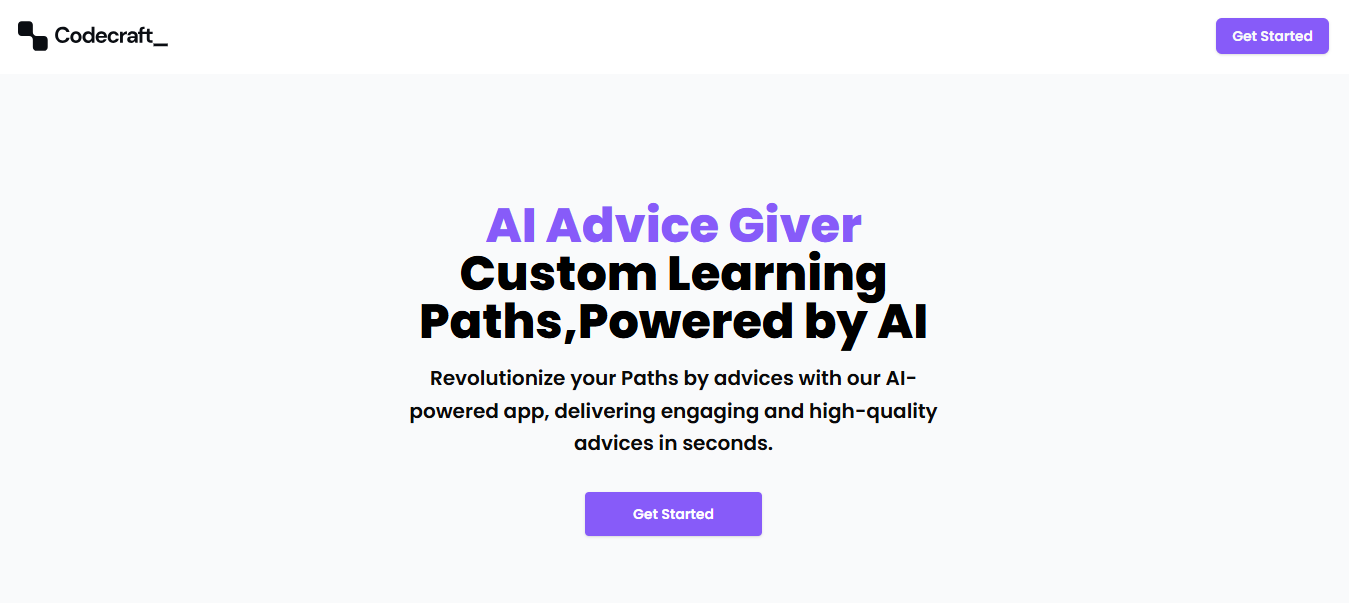 Codecraft_
Get Started
AI Advice Giver
Custom Learning
Paths,Powered by AI
Revolutionize your Paths by advices with our AI-
powered app, delivering engaging and high-quality
advices in seconds.
Get Started